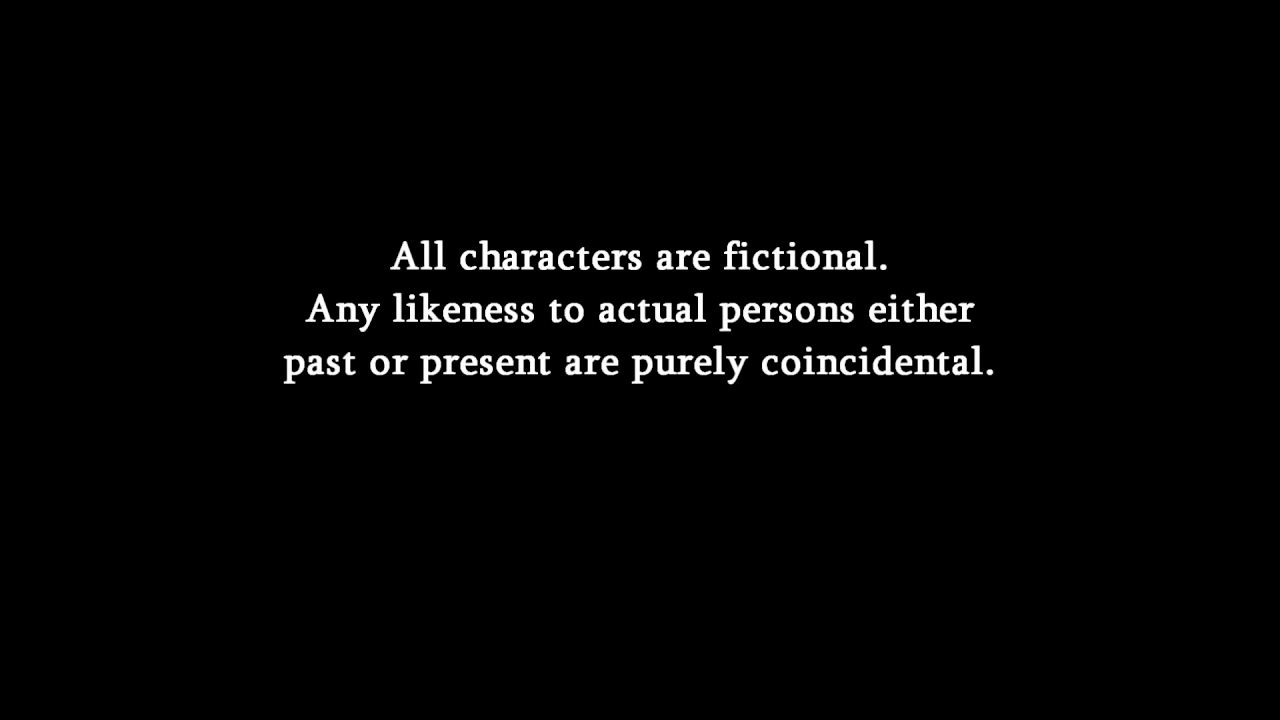 All characters are fictional.
Any likeness to actual persons either
past or present are purely coincidental.